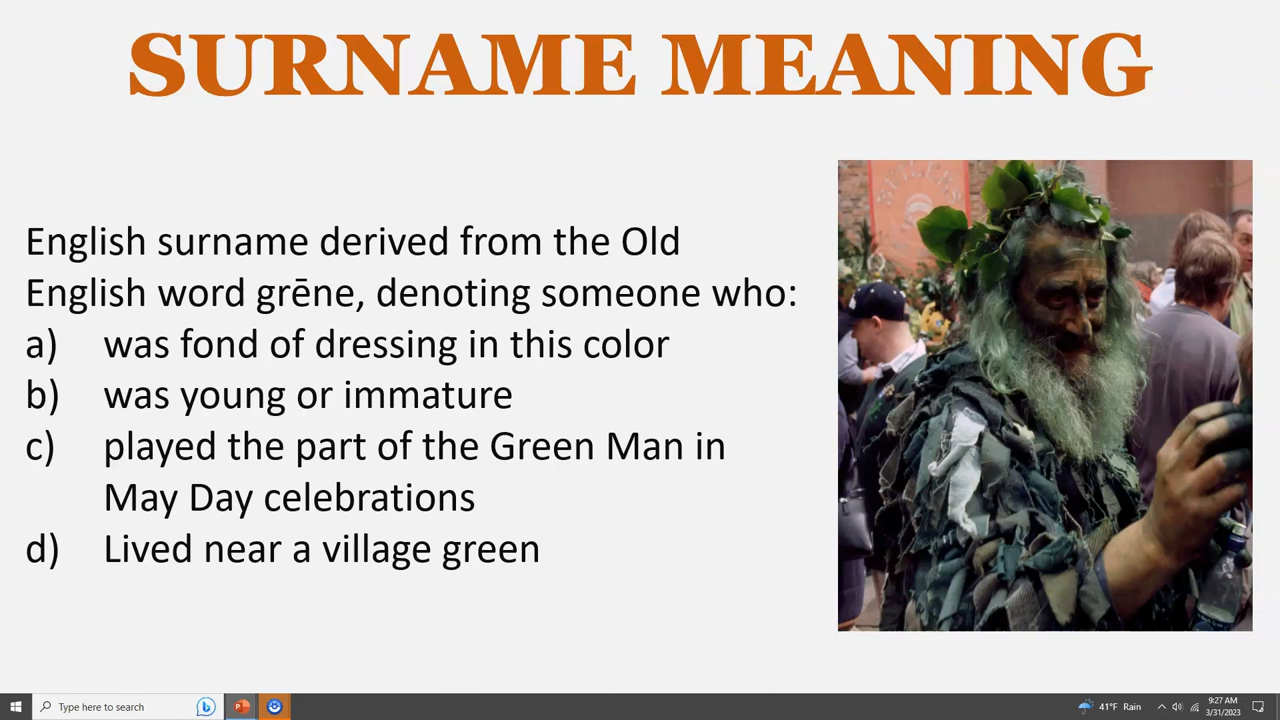 SURNAME MEANING
English surname derived from the Old
English word grēne, denoting someone who:
a) was fond of dressing in this color
b) was young or immature
c) played the part of the Green Man in
May Day celebrations
d) Lived near a village green
Type here to search
41°F Rain
9:27 AM
3/31/2023